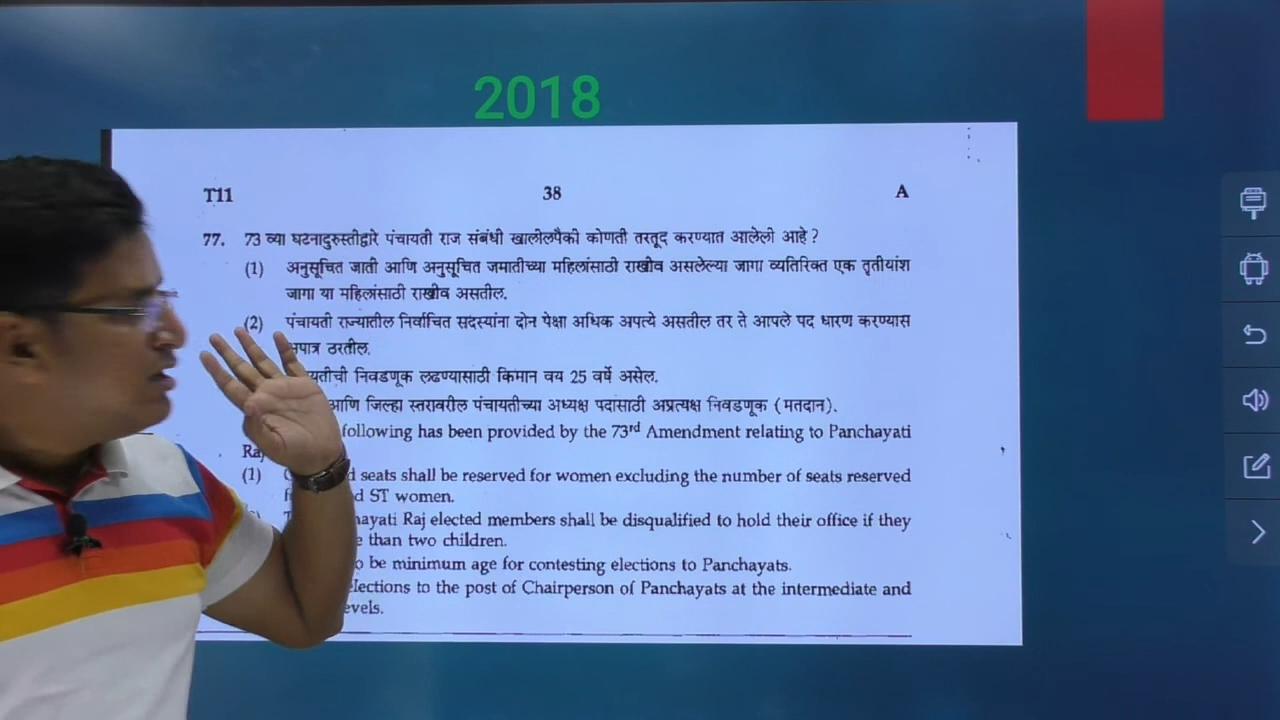 2018
T11 38 A
77. 73 व्या घटनादुरुस्तीद्वारे पंचायती राज संबंधी खालीलपैकी कोणती तरतूद करण्यात आलेली आहे ?
(1) अनुसूचित जाती आणि अनुसूचित जमातीच्या महिलांसाठी राखीव असलेल्या जागा व्यतिरिक्त एक तृतीयांश
जागा या महिलांसाठी राखीव असतील.
(2) पंचायती राज्यातील निर्वाचित सदस्यांना दोन पेक्षा अधिक अपत्ये असतील तर ते आपले पद धारण करण्यास
अपात्र ठरतील.
निवडणूक लढण्यासाठी किमान वय 25 वर्षे असेल.
आणि जिल्हा स्तरावरील पंचायतीच्या अध्यक्ष पदासाठी अप्रत्यक्ष निवडणूक (मतदान).
following has been provided by the 73rd Amendment relating to Panchayati
(1) seats shall be reserved for women excluding the number of seats reserved
ST women.
Raj elected members shall be disqualified to hold their office if they
than two children.
be minimum age for contesting elections to Panchayats.
to the post of Chairperson of Panchayats at the intermediate and